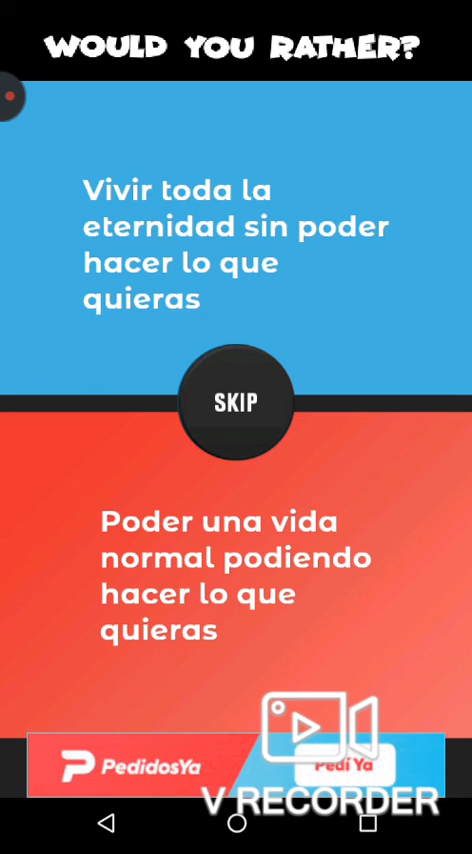 WOULD YOU RATHER?
Vivir toda la
eternidad sin poder
hacer lo que
quieras
SKIP
Poder una vida
normal podiendo
hacer lo que
quieras
PedidosYa
Pedí Ya
V RECORDER